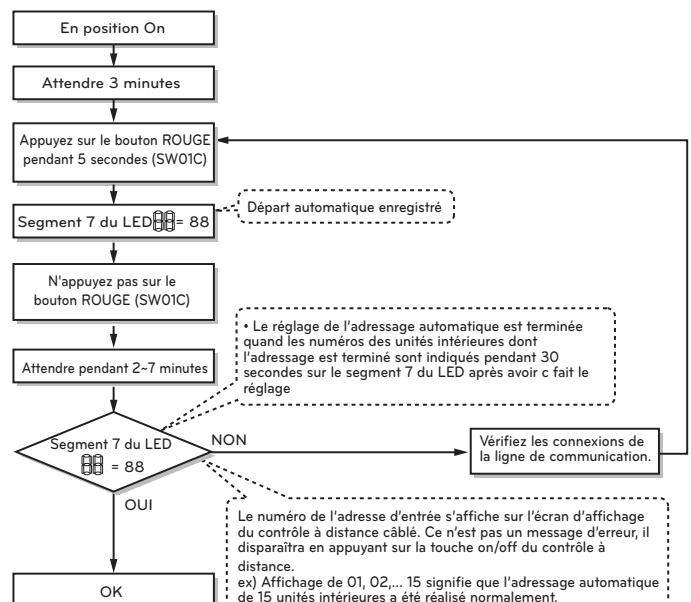 En position On
Attendre 3 minutes
Appuyez sur le bouton ROUGE
pendant 5 secondes (SW01C)
Segment 7 du LED 88 = 88
Départ automatique enregistré
N'appuyez pas sur le
bouton ROUGE (SW01C)
• Le réglage de l'adressage automatique est terminée
quand les numéros des unités intérieures dont
l'adressage est terminé sont indiqués pendant 30
secondes sur le segment 7 du LED après avoir c fait le
réglage
Attendre pendant 2~7 minutes
Segment 7 du LED
88 = 88
NON
Vérifiez les connexions de
la ligne de communication.
OUI
Le numéro de l'adresse d'entrée s'affiche sur l'écran d'affichage
du contrôle à distance câblé. Ce n'est pas un message d'erreur, il
disparaîtra en appuyant sur la touche on/off du contrôle à
distance.
ex) Affichage de 01, 02,... 15 signifie que l'adressage automatique
de 15 unités intérieures a été réalisé normalement.
OK